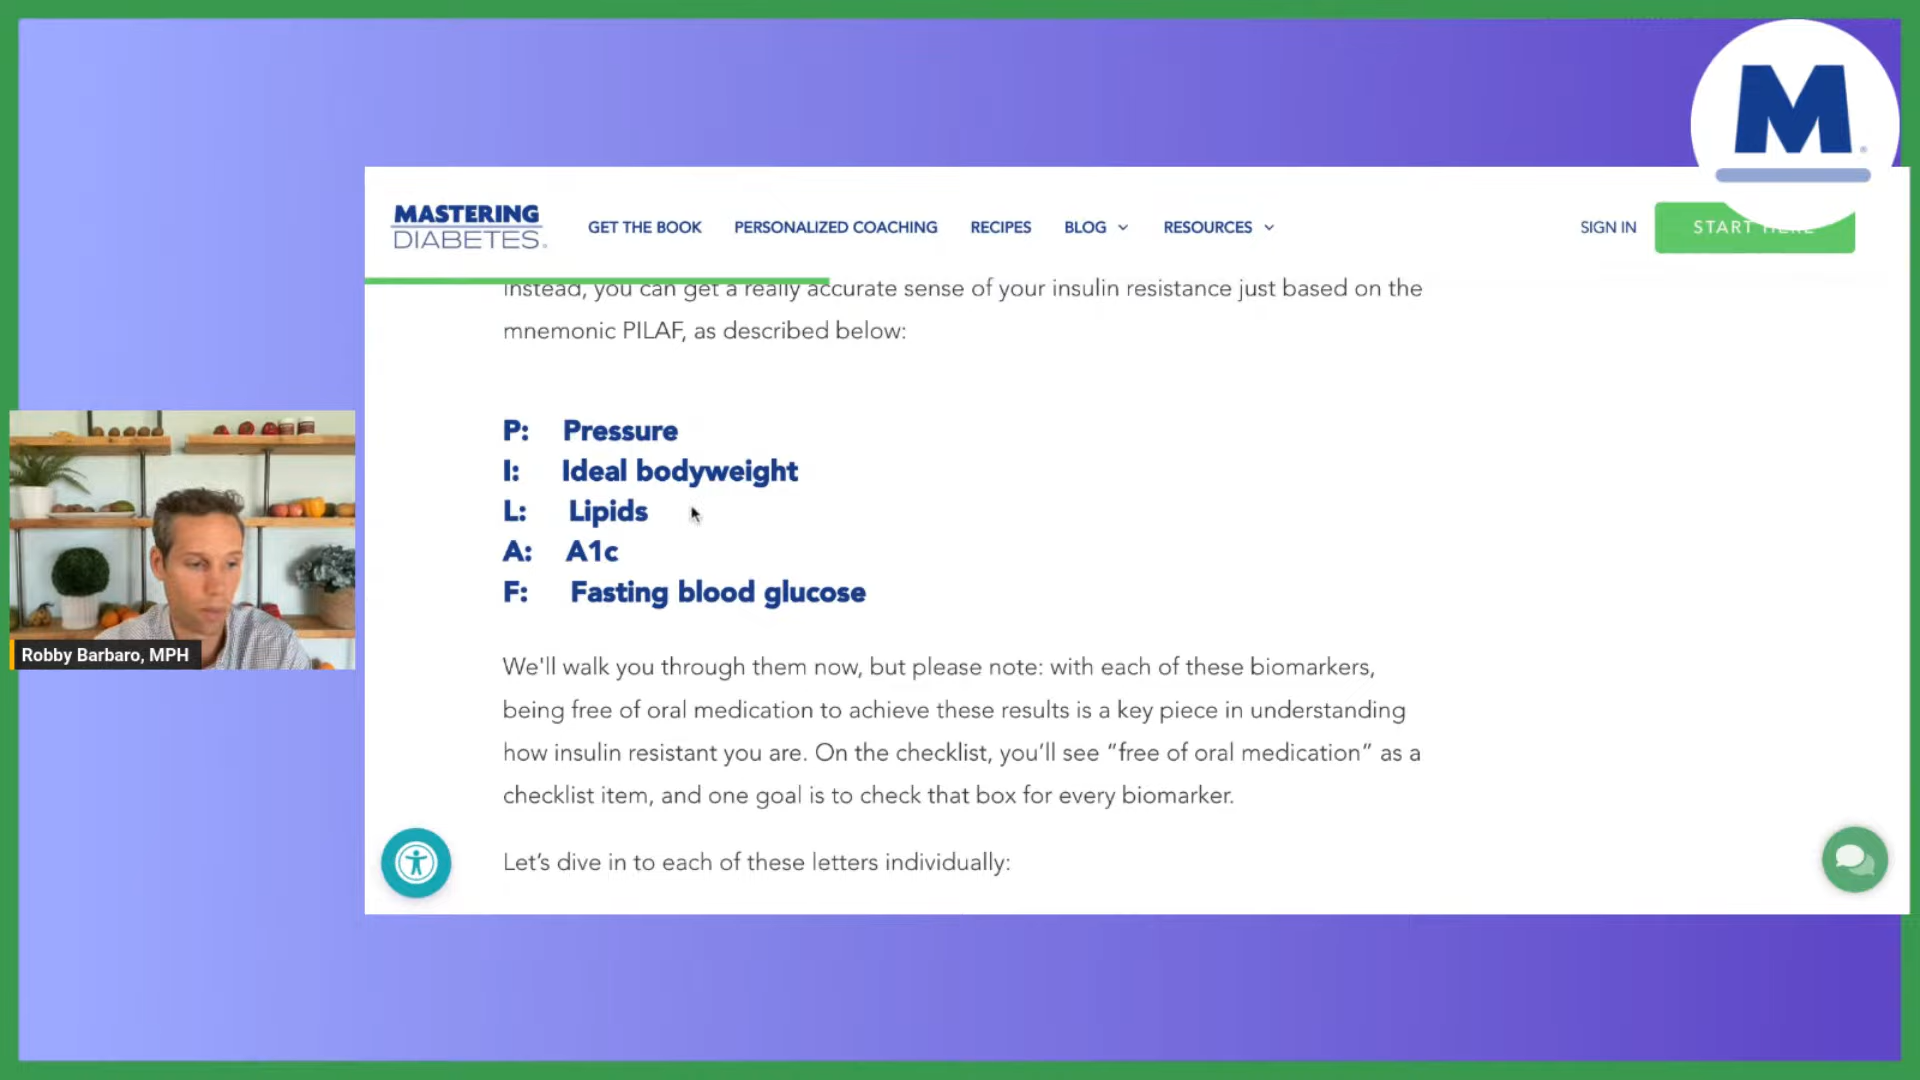 M
MASTERING
DIABETES
GET THE BOOK
PERSONALIZED COACHING
RECIPES
BLOG
RESOURCES
SIGN IN
START HERE
Instead, you can get a really accurate sense of your insulin resistance just based on the
mnemonic PILAF, as described below:
P: Pressure
I: Ideal bodyweight
L: Lipids
A: A1c
F: Fasting blood glucose
We'll walk you through them now, but please note: with each of these biomarkers,
being free of oral medication to achieve these results is a key piece in understanding
how insulin resistant you are. On the checklist, you’ll see “free of oral medication” as a
checklist item, and one goal is to check that box for every biomarker.
Let’s dive in to each of these letters individually:
Robby Barbaro, MPH